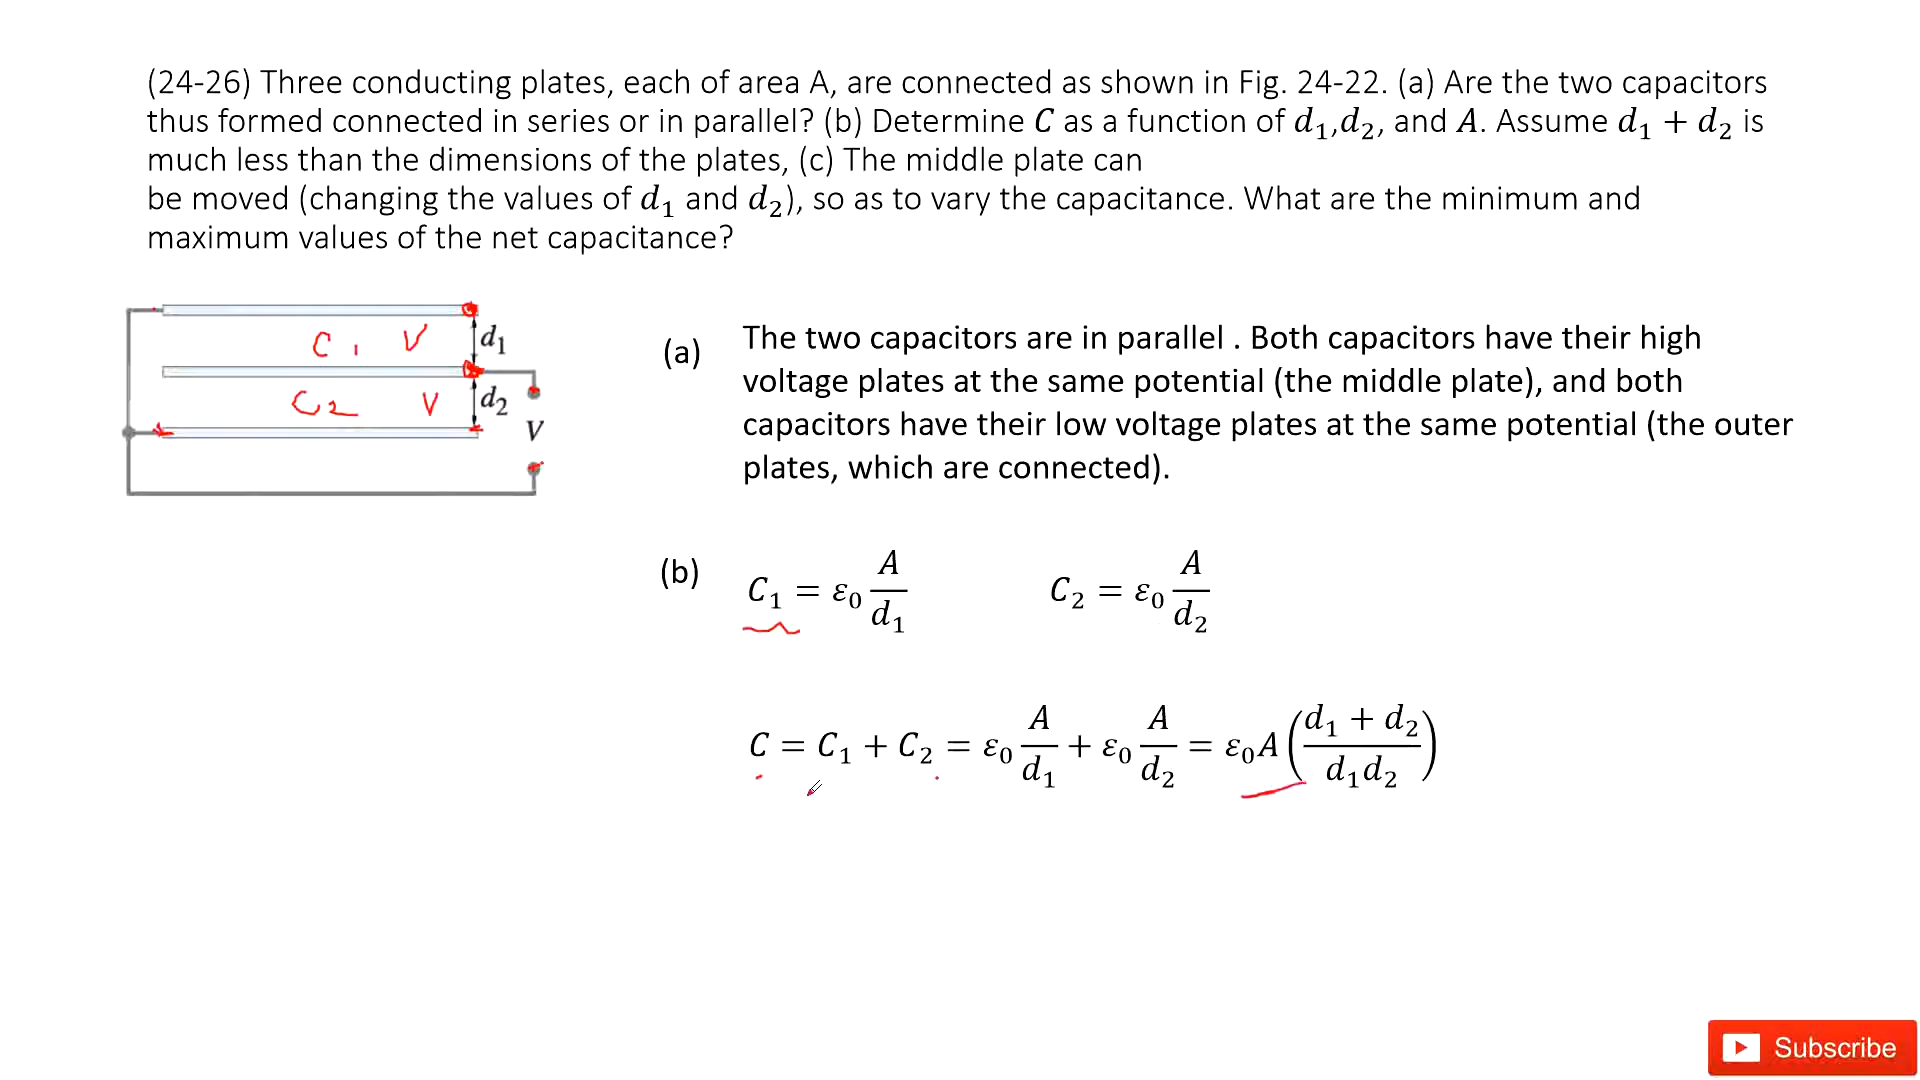 (24-26) Three conducting plates, each of area A, are connected as shown in Fig. 24-22. (a) Are the two capacitors
thus formed connected in series or in parallel? (b) Determine C as a function of d₁,d₂, and A. Assume d₁ + d₂ is
much less than the dimensions of the plates, (c) The middle plate can
be moved (changing the values of d₁ and d₂), so as to vary the capacitance. What are the minimum and
maximum values of the net capacitance?
C₁ V d₁
C₂ V d₂
V
(a) The two capacitors are in parallel . Both capacitors have their high
voltage plates at the same potential (the middle plate), and both
capacitors have their low voltage plates at the same potential (the outer
plates, which are connected).
(b) C₁ = ε₀ A/d₁ C₂ = ε₀ A/d₂
C = C₁ + C₂ = ε₀ A/d₁ + ε₀ A/d₂ = ε₀A((d₁ + d₂)/(d₁d₂))
Subscribe